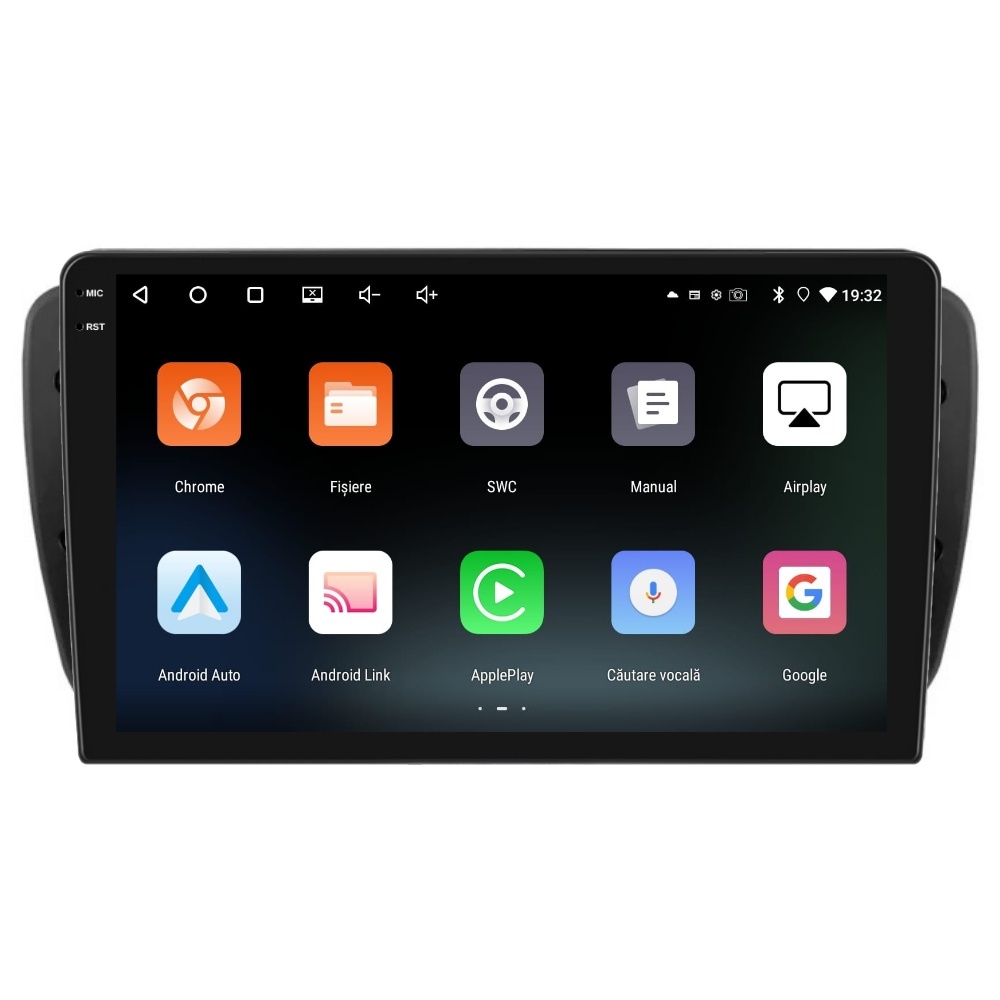 MIC
19:32
RST
Chrome
Fișiere
SWC
Manual
Airplay
Android Auto
Android Link
ApplePlay
Căutare vocală
Google